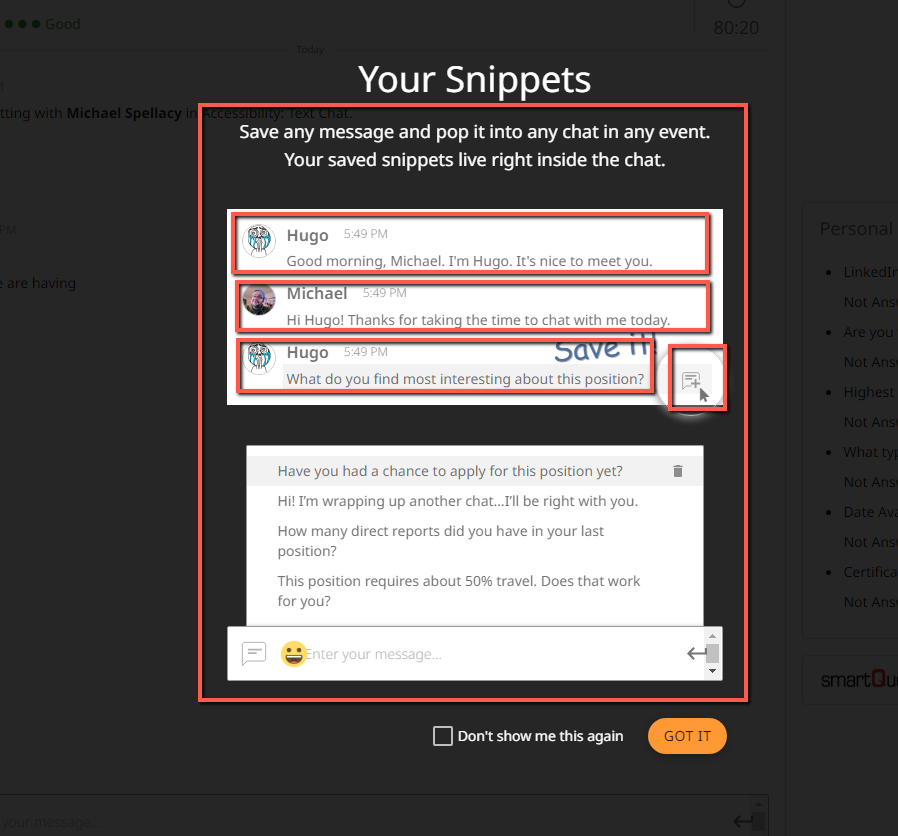 Good
80:20
Today
tting with Michael Spellacy in Accessibility: Text Chat.
Your Snippets
Save any message and pop it into any chat in any event.
Your saved snippets live right inside the chat.
Hugo 5:49 PM
Good morning, Michael. I'm Hugo. It's nice to meet you.
Michael 5:49 PM
Hi Hugo! Thanks for taking the time to chat with me today.
Hugo 5:49 PM
Save it!
What do you find most interesting about this position?
PM
e are having
Have you had a chance to apply for this position yet?
Hi! I'm wrapping up another chat...I'll be right with you.
How many direct reports did you have in your last
position?
This position requires about 50% travel. Does that work
for you?
Enter your message...
Don't show me this again
GOT IT
your message...
Personal
LinkedIn
Not Ans
Are you
Not Ans
Highest
Not Ans
What typ
Not Ans
Date Ava
Not Ans
Certifica
Not Ans
smartQue